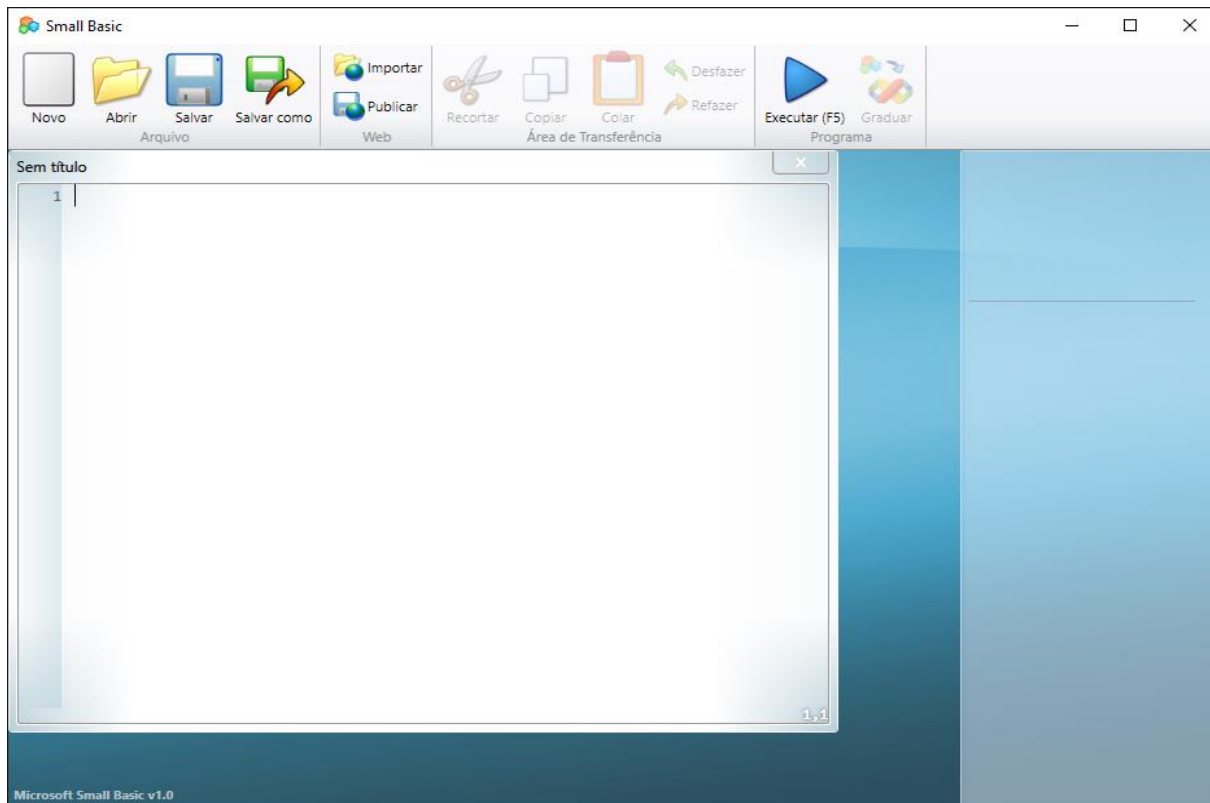 Small Basic
Novo
Abrir
Salvar
Salvar como
Arquivo
Importar
Publicar
Web
Recortar
Copiar
Colar
Desfazer
Refazer
Área de Transferência
Executar (F5)
Graduar
Programa
Sem título
1
1,1
Microsoft Small Basic v1.0